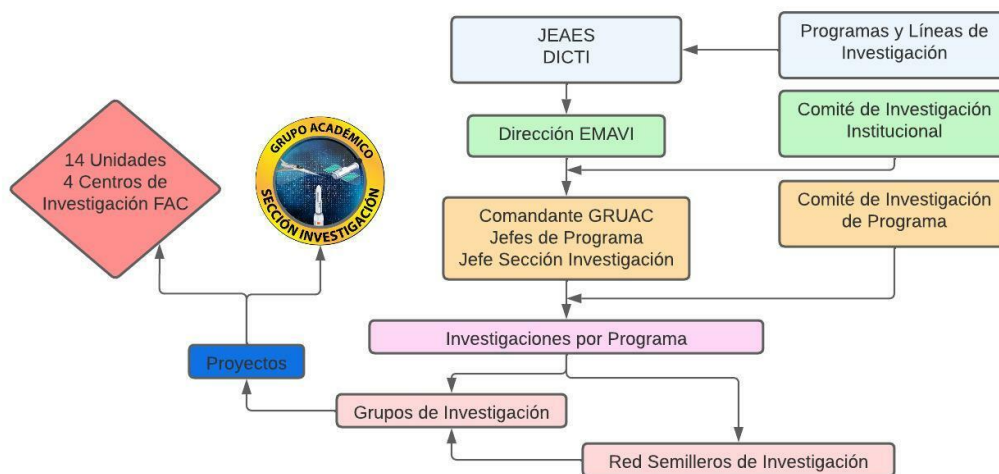 JEAES
DICTI
Programas y Líneas de
Investigación
Dirección EMAVI
Comité de Investigación
Institucional
14 Unidades
4 Centros de
Investigación FAC
GRUPO ACADÉMICO
SECCIÓN INVESTIGACIÓN
Comandante GRUAC
Jefes de Programa
Jefe Sección Investigación
Comité de Investigación
de Programa
Investigaciones por Programa
Proyectos
Grupos de Investigación
Red Semilleros de Investigación